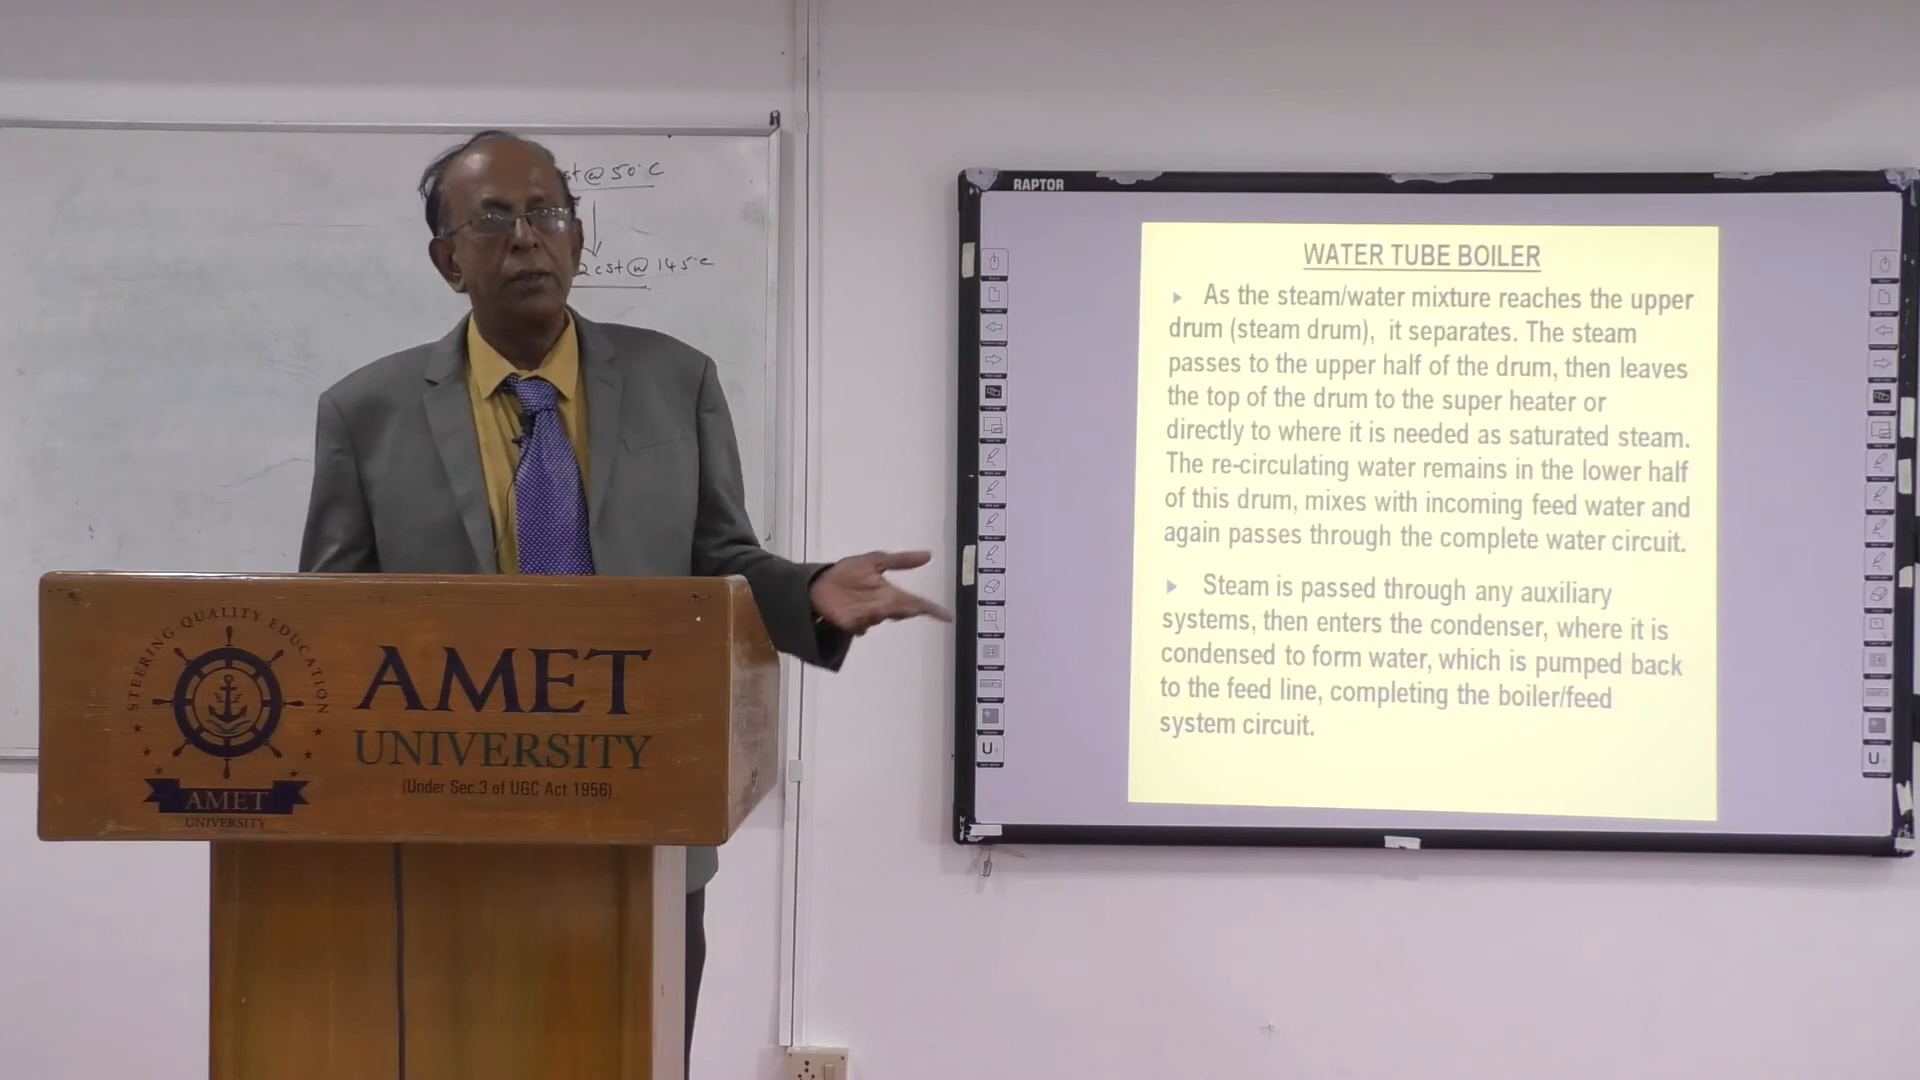 st@ 50°C
2cst@ 145°C
STEERING QUALITY EDUCATION
AMET
UNIVERSITY
AMET
UNIVERSITY
(Under Sec.3 of UGC Act 1956)
RAPTOR
WATER TUBE BOILER
As the steam/water mixture reaches the upper
drum (steam drum), it separates. The steam
passes to the upper half of the drum, then leaves
the top of the drum to the super heater or
directly to where it is needed as saturated steam.
The re-circulating water remains in the lower half
of this drum, mixes with incoming feed water and
again passes through the complete water circuit.
Steam is passed through any auxiliary
systems, then enters the condenser, where it is
condensed to form water, which is pumped back
to the feed line, completing the boiler/feed
system circuit.